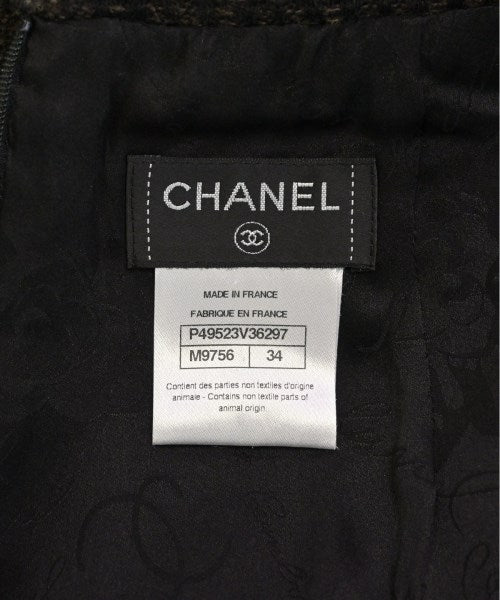 CHANEL
MADE IN FRANCE
FABRIQUE EN FRANCE
P49523V36297
M9756 34
Contient des parties non textiles d'origine
animale - Contains non textile parts of
animal origin.